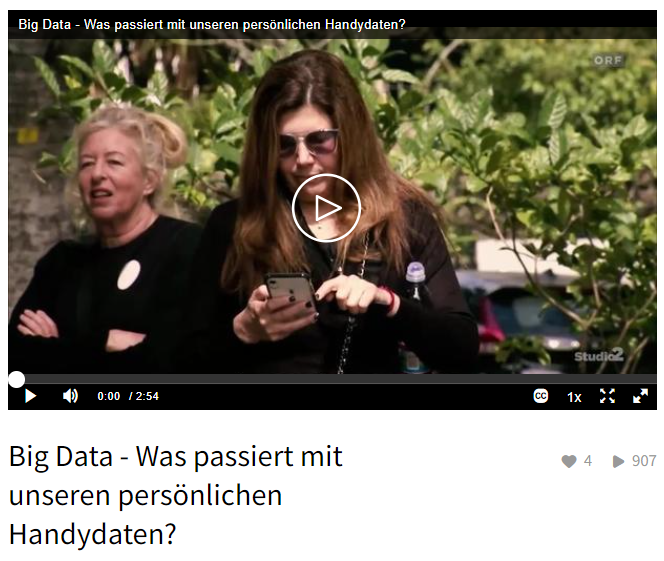 Big Data - Was passiert mit unseren persönlichen Handydaten?
ORF
Studio2
0:00 / 2:54
CC
1x
Big Data - Was passiert mit
unseren persönlichen
Handydaten?
4
907